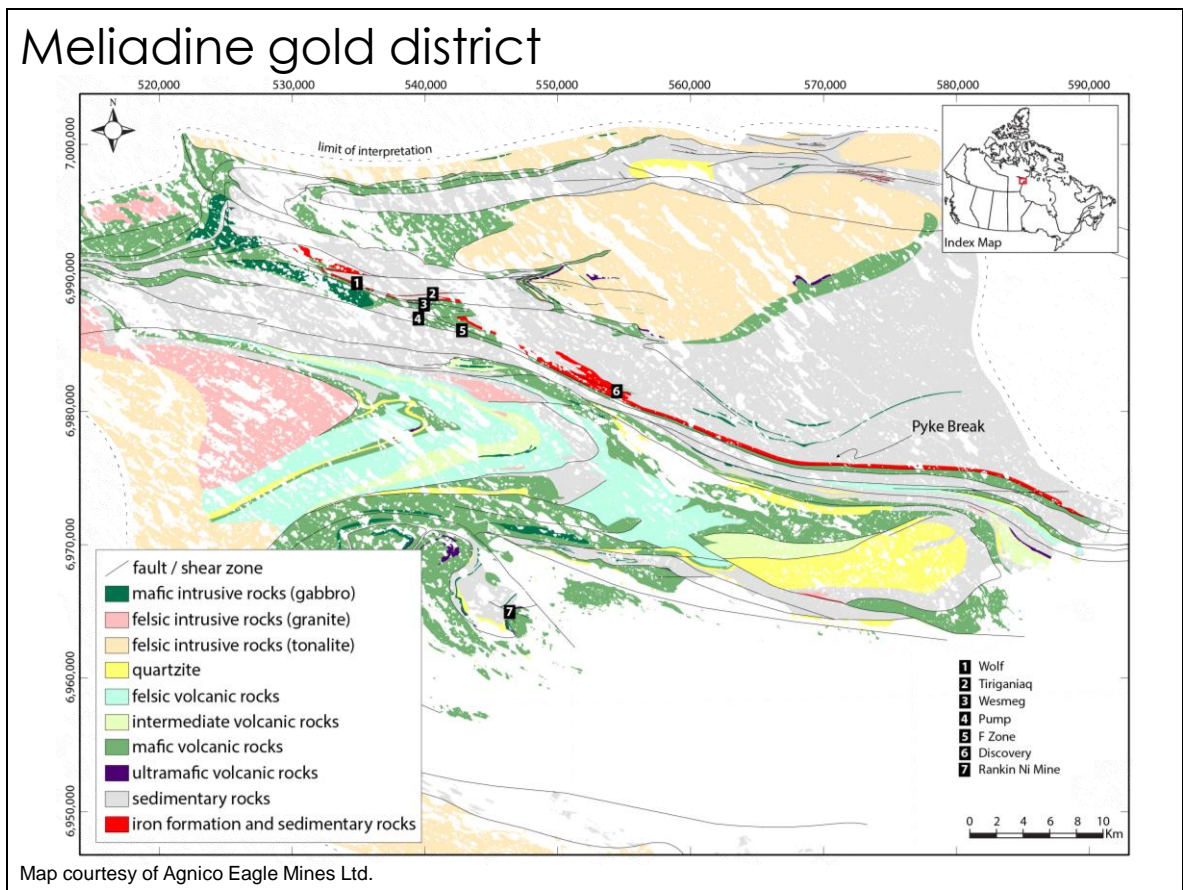 Meliadine gold district
520,000 530,000 540,000 550,000 560,000 570,000 580,000 590,000
N
7,000,000
6,990,000
6,980,000
6,970,000
6,960,000
6,950,000
limit of interpretation
Index Map
1
2
3
4
5
6
7
Pyke Break
fault / shear zone
mafic intrusive rocks (gabbro)
felsic intrusive rocks (granite)
felsic intrusive rocks (tonalite)
quartzite
felsic volcanic rocks
intermediate volcanic rocks
mafic volcanic rocks
ultramafic volcanic rocks
sedimentary rocks
iron formation and sedimentary rocks
1 Wolf
2 Tiriganiaq
3 Wesmeg
4 Pump
5 F Zone
6 Discovery
7 Rankin Ni Mine
0 2 4 6 8 10
Km
Map courtesy of Agnico Eagle Mines Ltd.